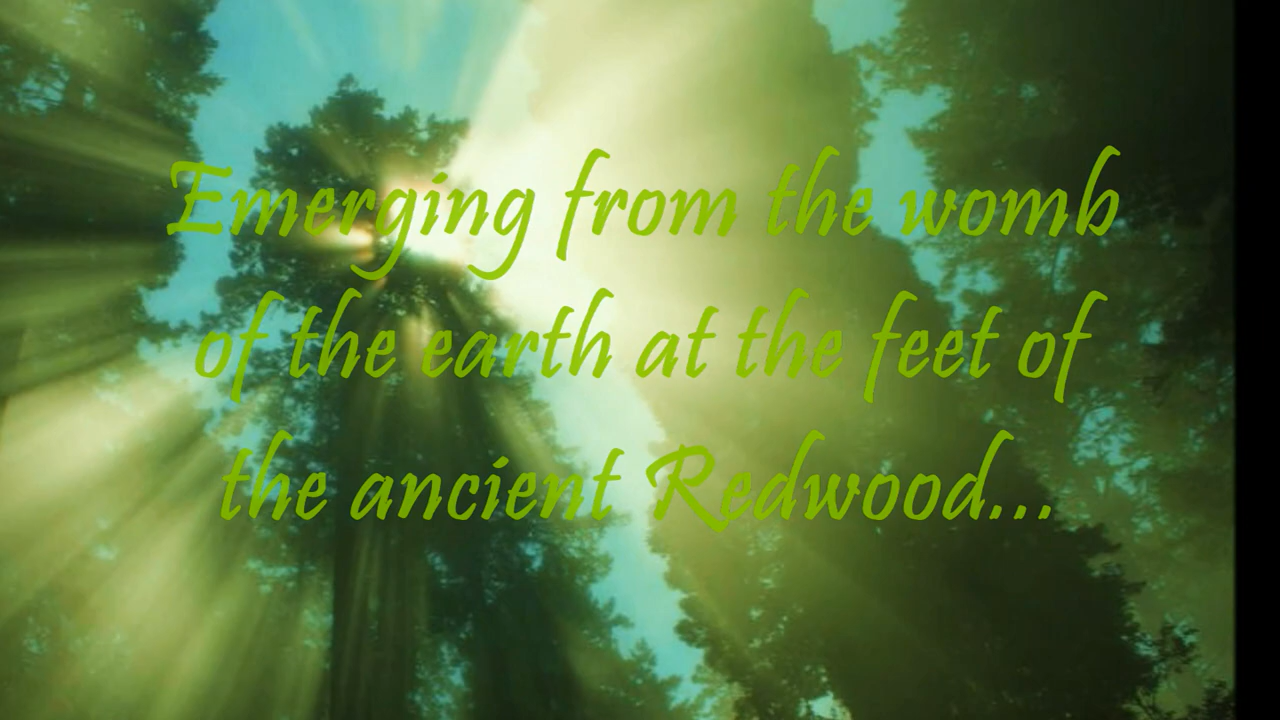 Emerging from the womb
of the earth at the feet of
the ancient Redwood...